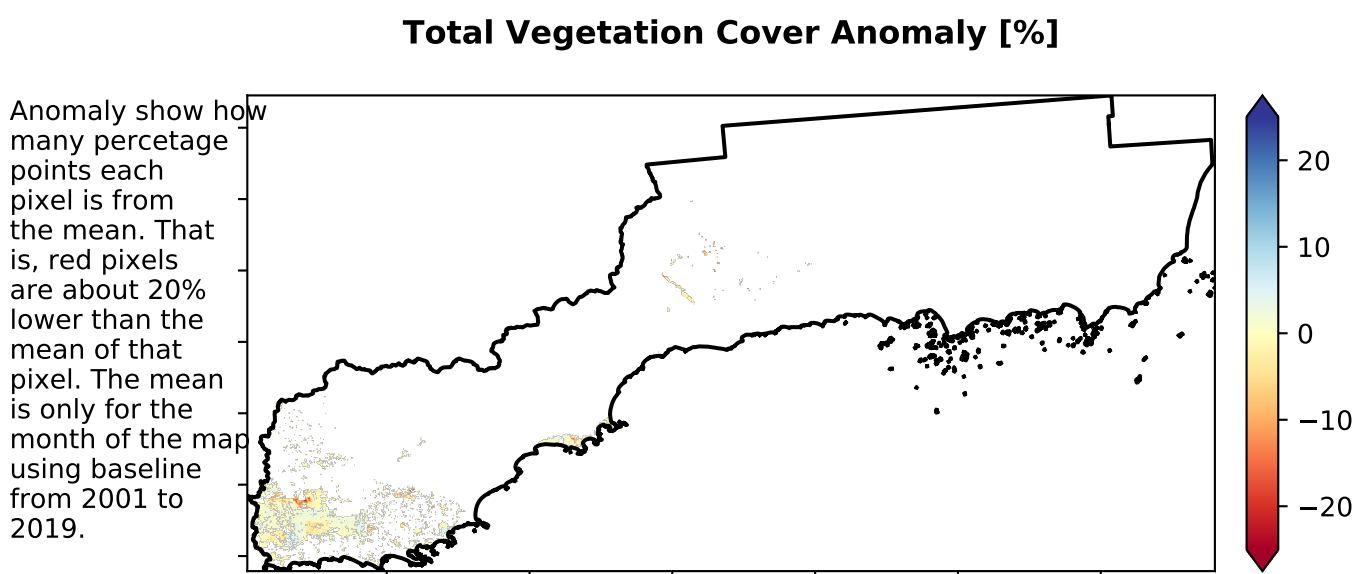 Total Vegetation Cover Anomaly [%]
Anomaly show how
many percetage
points each
pixel is from
the mean. That
is, red pixels
are about 20%
lower than the
mean of that
pixel. The mean
is only for the
month of the map
using baseline
from 2001 to
2019.
20
10
0
−10
−20